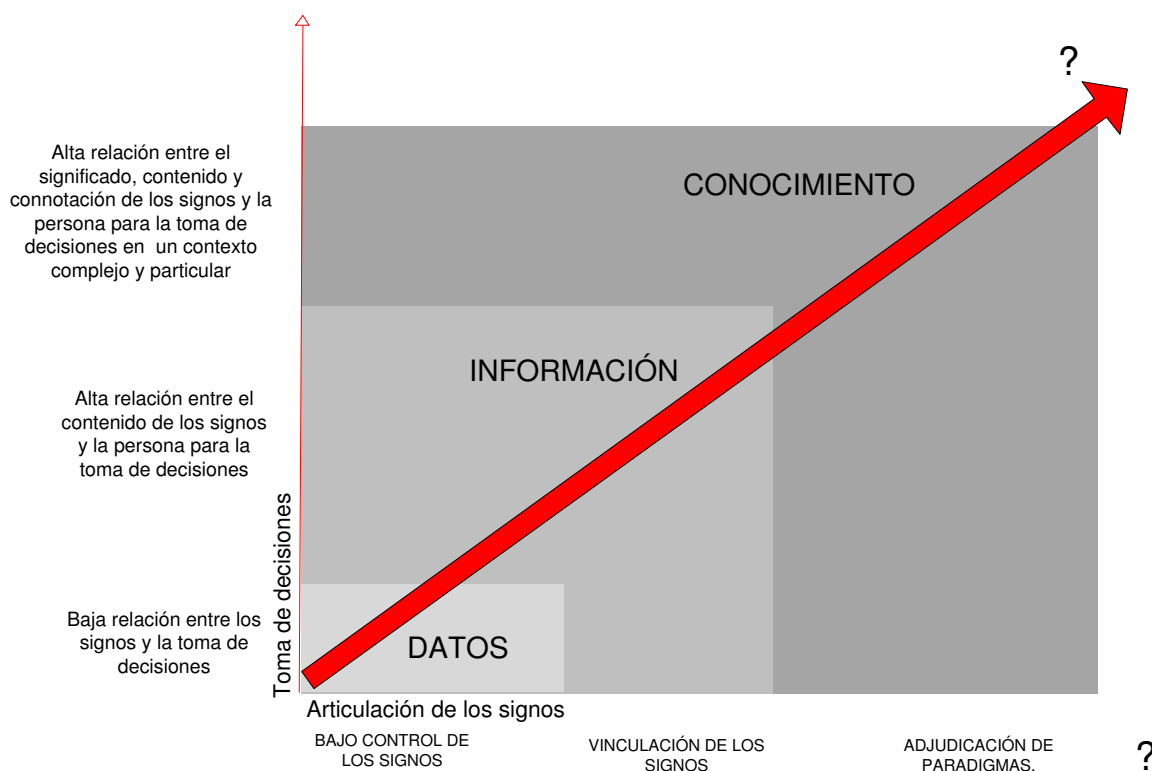 ?
Alta relación entre el
significado, contenido y
connotación de los signos y la
persona para la toma de
decisiones en un contexto
complejo y particular
CONOCIMIENTO
INFORMACIÓN
Alta relación entre el
contenido de los signos
y la persona para la
toma de decisiones
Toma de decisiones
Baja relación entre los
signos y la toma de
decisiones
DATOS
Articulación de los signos
BAJO CONTROL DE
LOS SIGNOS
VINCULACIÓN DE LOS
SIGNOS
ADJUDICACIÓN DE
PARADIGMAS.
?